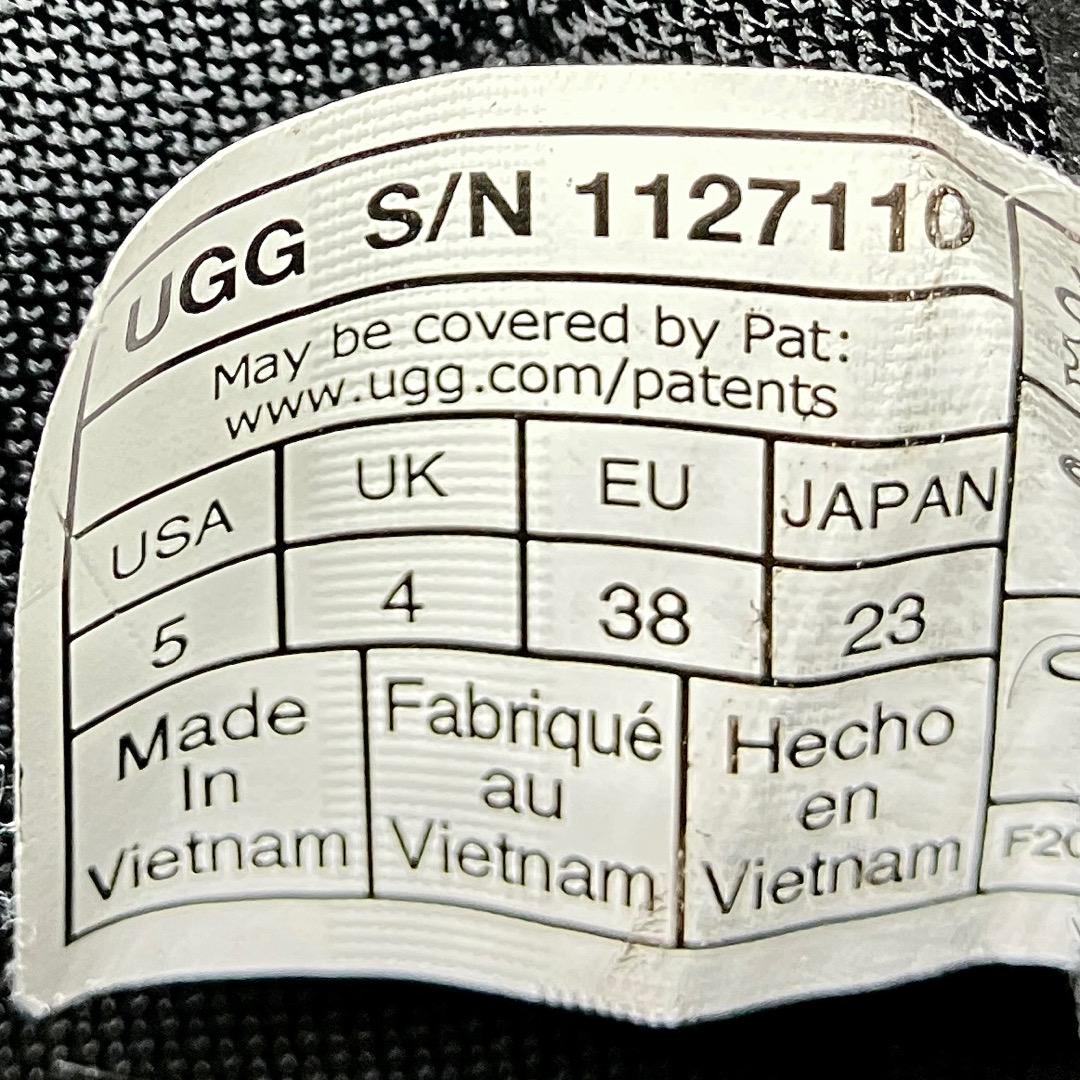 UGG S/N 1127110
May be covered by Pat:
www.ugg.com/patents
USA UK EU JAPAN
5 4 38 23
Made
In
Vietnam
Fabriqué
au
Vietnam
Hecho
en
Vietnam